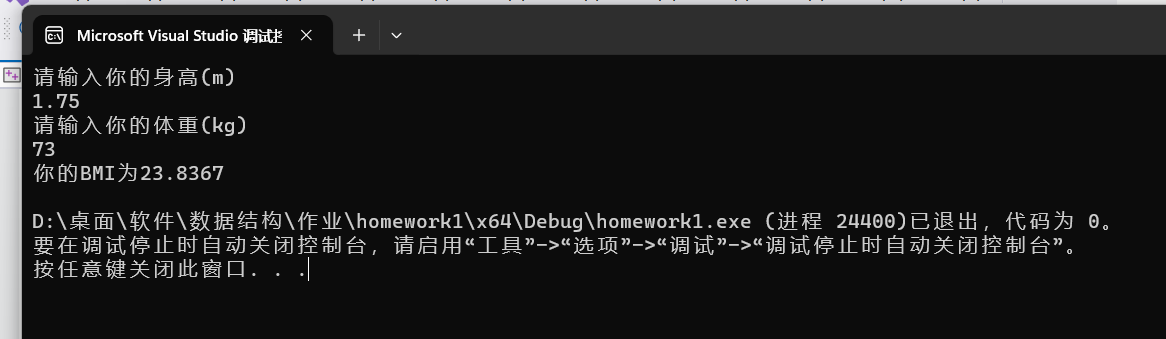 Microsoft Visual Studio 调试控
请输入你的身高(m)
1.75
请输入你的体重(kg)
73
你的BMI为23.8367
D:\桌面\软件\数据结构\作业\homework1\x64\Debug\homework1.exe (进程 24400)已退出，代码为 0。
要在调试停止时自动关闭控制台，请启用“工具”->“选项”->“调试”->“调试停止时自动关闭控制台”。
按任意键关闭此窗口. . .